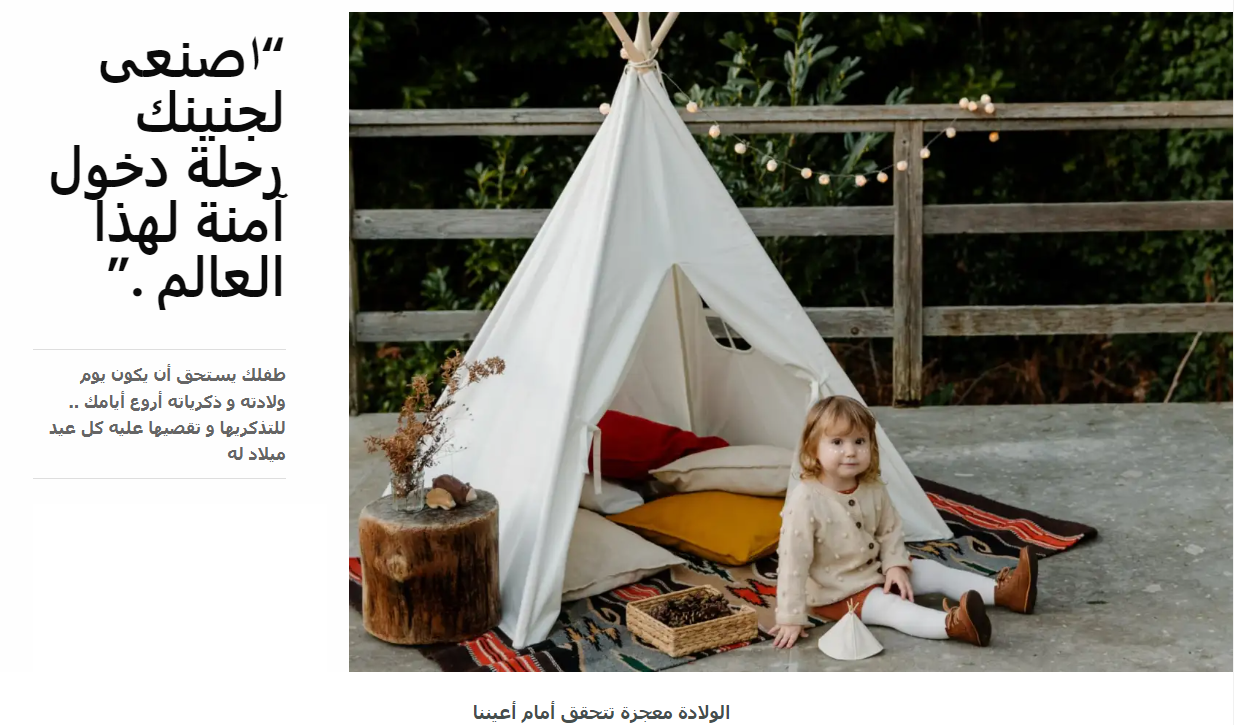 “اصنعى
لجنينك
رحلة دخول
آمنة لهذا
العالم .”
طفلك يستحق أن يكون يوم
ولادته و ذكرياته أروع أيامك ..
للتذكريها و تقصيها عليه كل عيد
ميلاد له
الولادة معجزة تتحقق أمام أعيننا